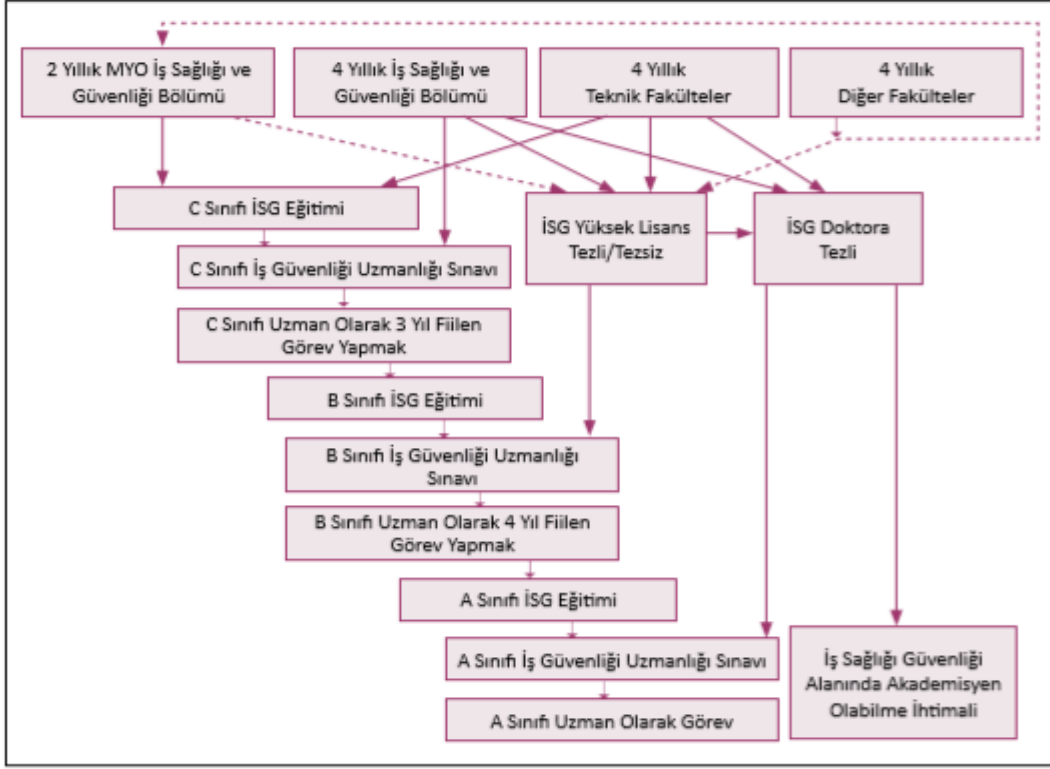 2 Yıllık MYO İş Sağlığı ve
Güvenliği Bölümü
4 Yıllık İş Sağlığı ve
Güvenliği Bölümü
4 Yıllık
Teknik Fakülteler
4 Yıllık
Diğer Fakülteler
C Sınıfı İSG Eğitimi
İSG Yüksek Lisans
Tezli/Tezsiz
İSG Doktora
Tezli
C Sınıfı İş Güvenliği Uzmanlığı Sınavı
C Sınıfı Uzman Olarak 3 Yıl Fiilen
Görev Yapmak
B Sınıfı İSG Eğitimi
B Sınıfı İş Güvenliği Uzmanlığı
Sınavı
B Sınıfı Uzman Olarak 4 Yıl Fiilen
Görev Yapmak
A Sınıfı İSG Eğitimi
A Sınıfı İş Güvenliği Uzmanlığı Sınavı
A Sınıfı Uzman Olarak Görev
İş Sağlığı Güvenliği
Alanında Akademisyen
Olabilme İhtimali